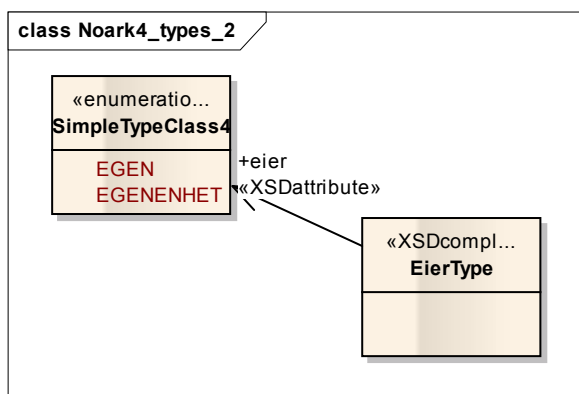 class Noark4_types_2
«enumeratio...
SimpleTypeClass4
EGEN
EGENENHET
+eier
«XSDattribute»
«XSDcompl...
EierType